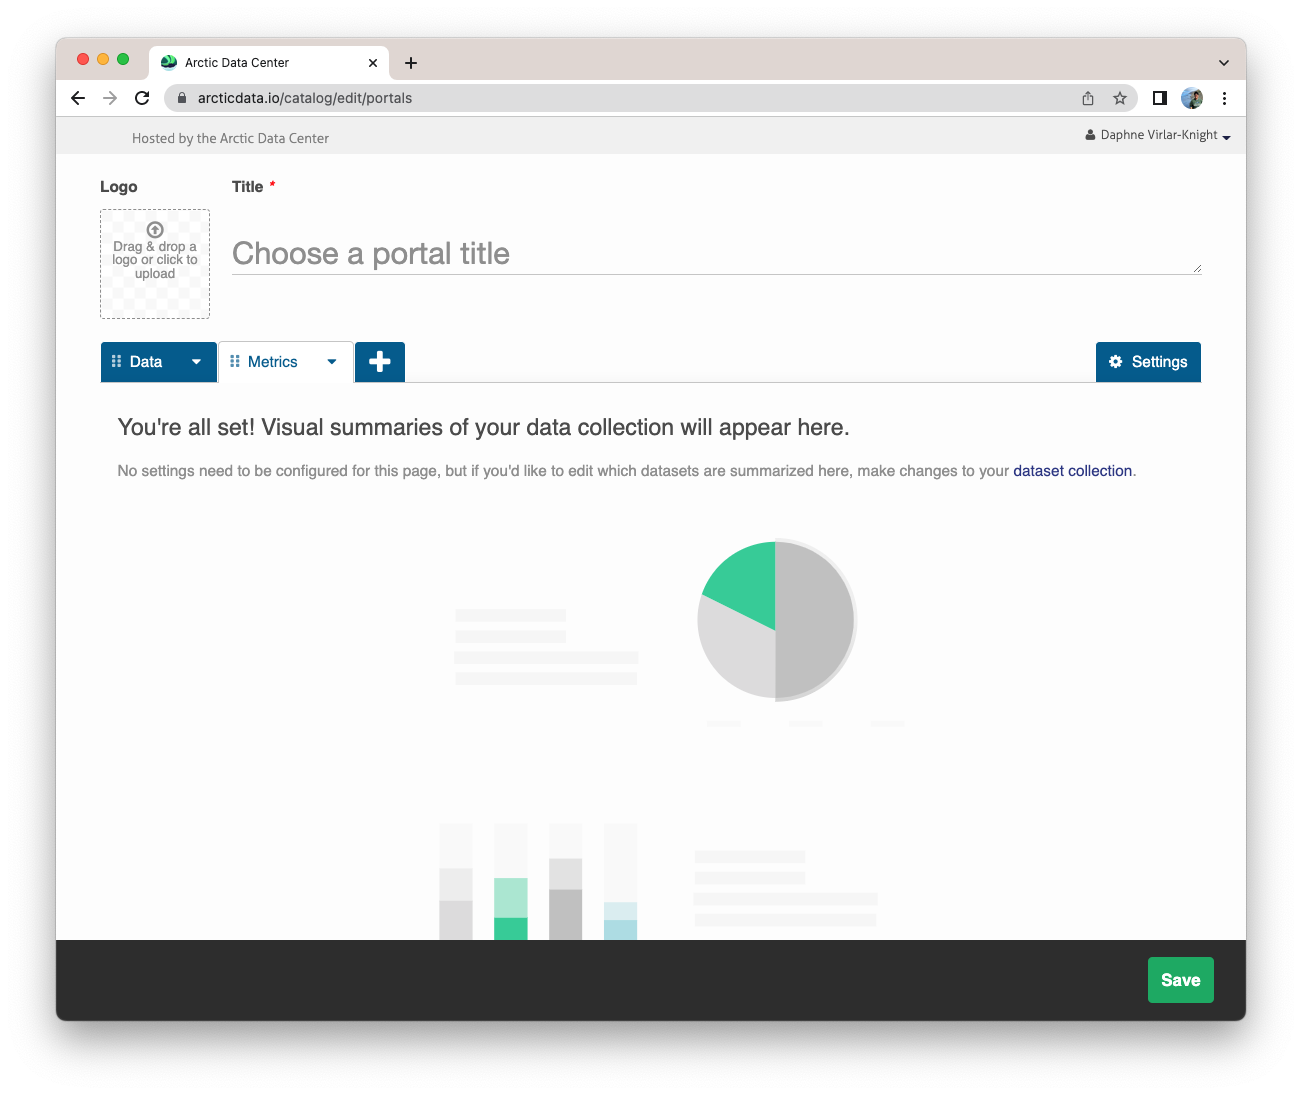 Arctic Data Center
arcticdata.io/catalog/edit/portals
Hosted by the Arctic Data Center
Daphne Virlar-Knight
Logo
Title *
Drag & drop a
logo or click to
upload
Choose a portal title
Data
Metrics
Settings
You're all set! Visual summaries of your data collection will appear here.
No settings need to be configured for this page, but if you'd like to edit which datasets are summarized here, make changes to your dataset collection.
Save